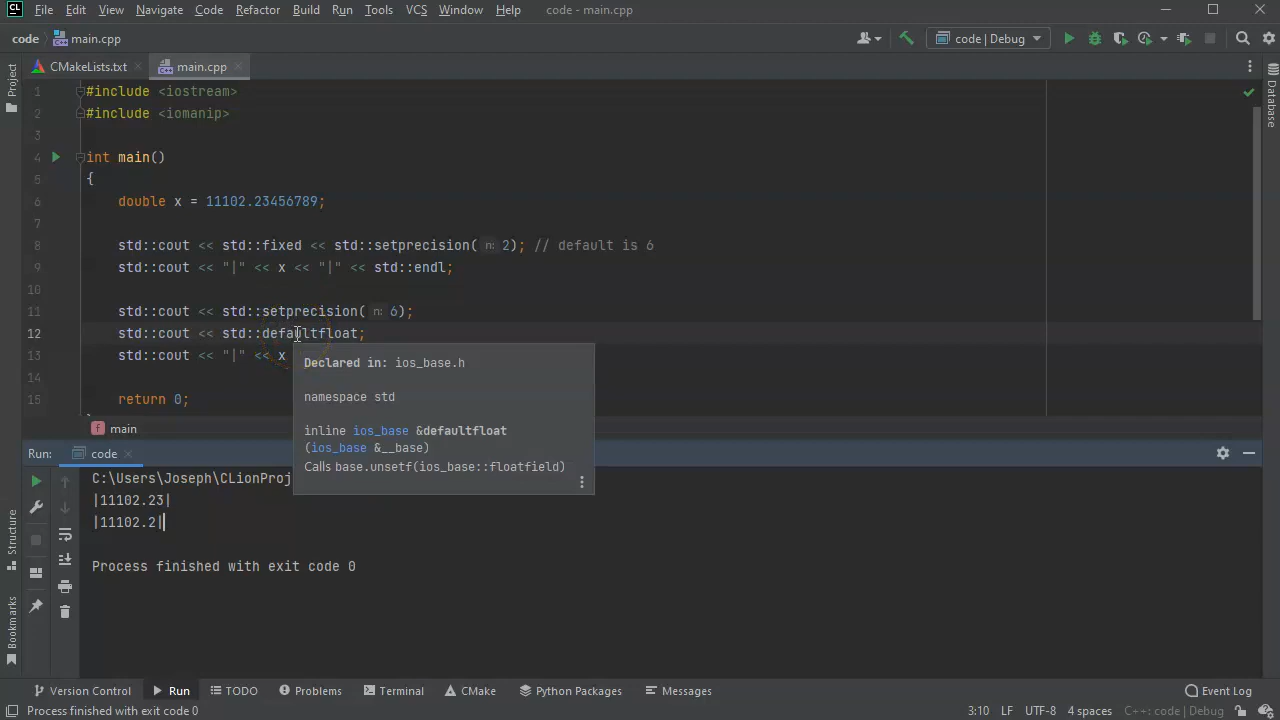 CL File Edit View Navigate Code Refactor Build Run Tools VCS Window Help code - main.cpp
code main.cpp code | Debug
CMakeLists.txt main.cpp
Project
Database
1 #include <iostream>
2 #include <iomanip>
3
4 int main()
5 {
6 double x = 11102.23456789;
7
8 std::cout << std::fixed << std::setprecision( n: 2); // default is 6
9 std::cout << "|" << x << "|" << std::endl;
10
11 std::cout << std::setprecision( n: 6);
12 std::cout << std::defaultfloat;
13 std::cout << "|" << x
14
15 return 0;
Declared in: ios_base.h
namespace std
inline ios_base &defaultfloat
(ios_base &__base)
Calls base.unsetf(ios_base::floatfield)
f main
Run: code
C:\Users\Joseph\CLionProj
|11102.23|
|11102.2|
Process finished with exit code 0
Structure
Bookmarks
Version Control Run TODO Problems Terminal CMake Python Packages Messages Event Log
Process finished with exit code 0 3:10 LF UTF-8 4 spaces C++: code | Debug